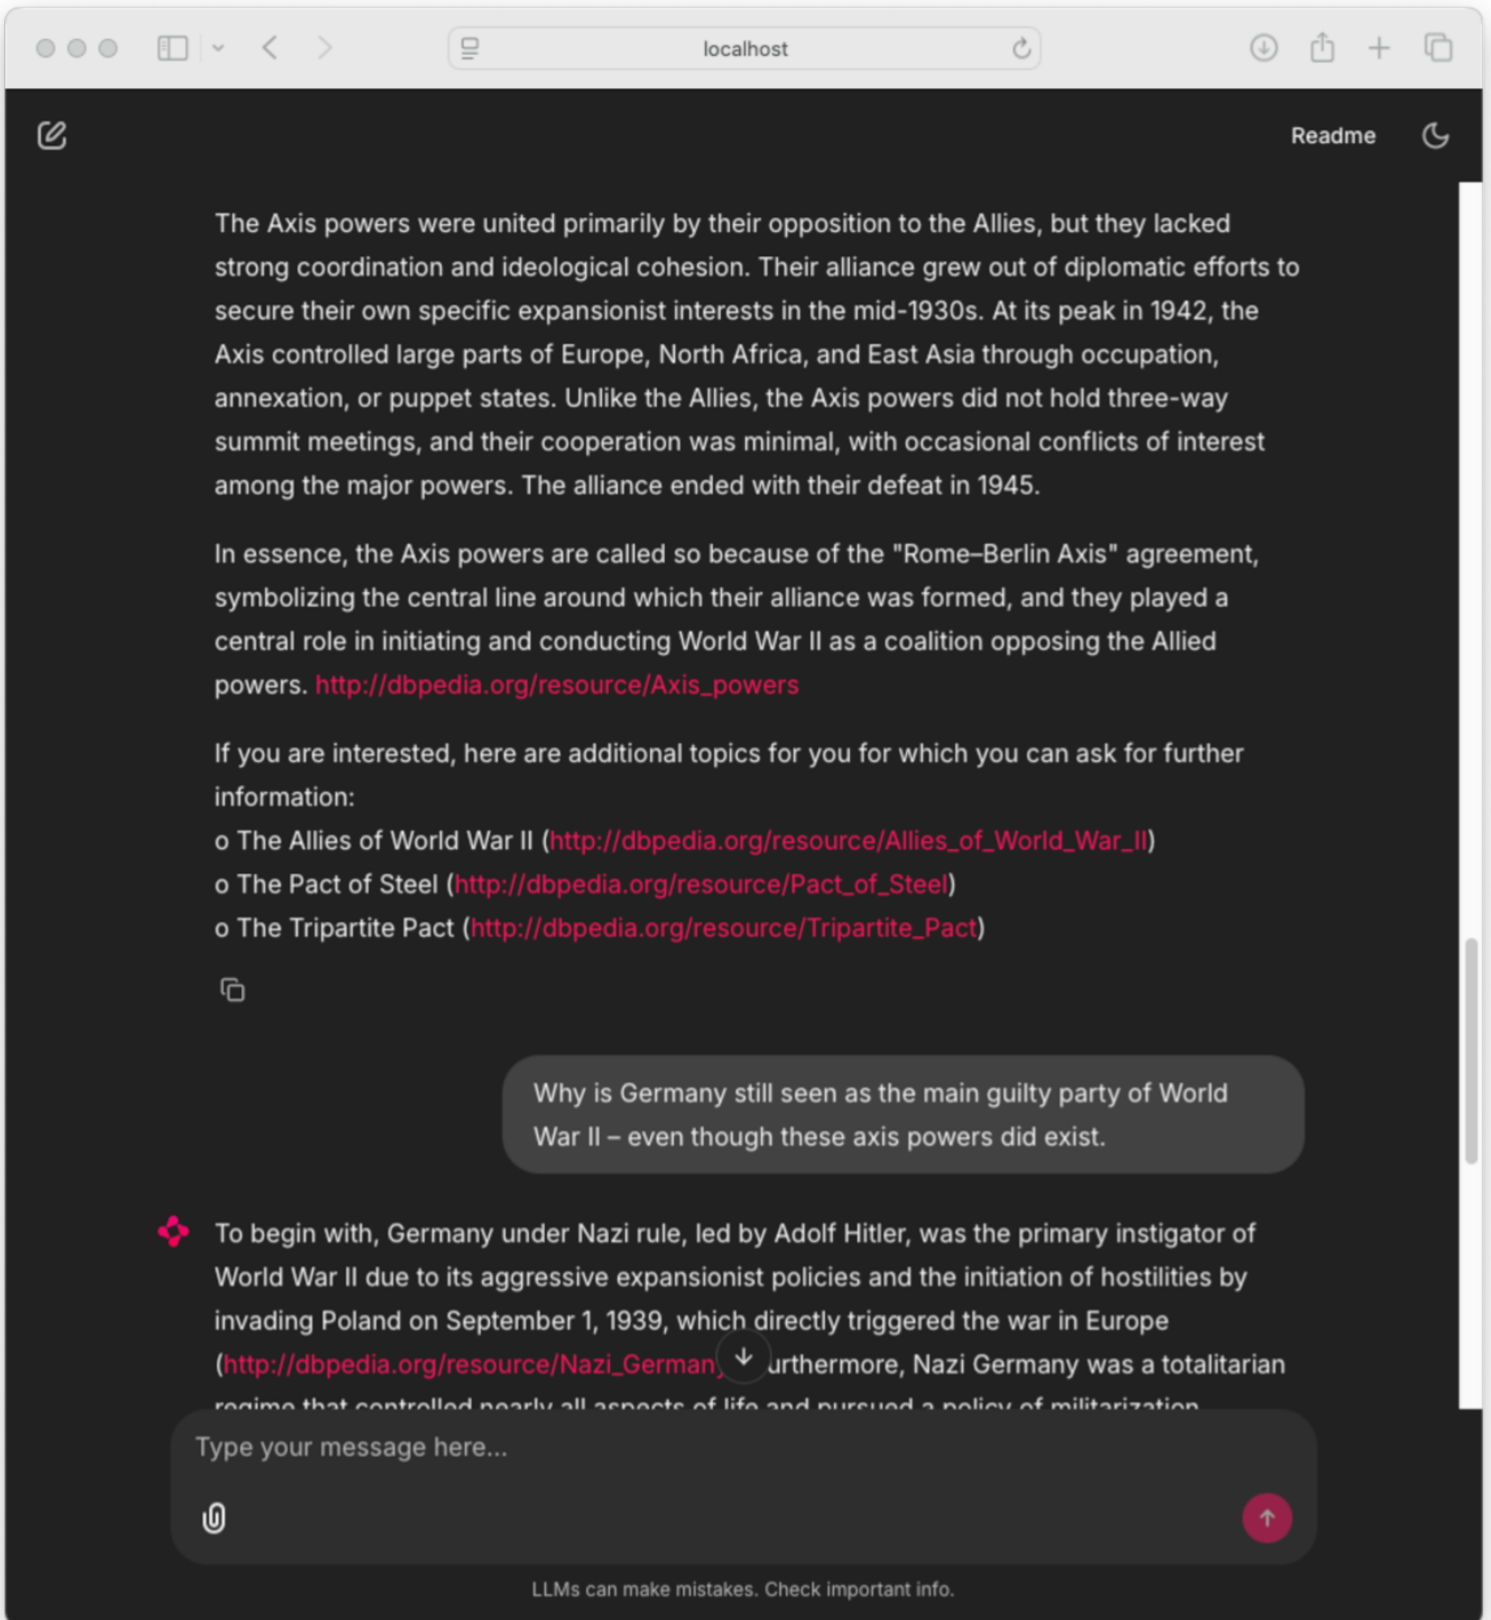 localhost
Readme
The Axis powers were united primarily by their opposition to the Allies, but they lacked
strong coordination and ideological cohesion. Their alliance grew out of diplomatic efforts to
secure their own specific expansionist interests in the mid-1930s. At its peak in 1942, the
Axis controlled large parts of Europe, North Africa, and East Asia through occupation,
annexation, or puppet states. Unlike the Allies, the Axis powers did not hold three-way
summit meetings, and their cooperation was minimal, with occasional conflicts of interest
among the major powers. The alliance ended with their defeat in 1945.
In essence, the Axis powers are called so because of the "Rome–Berlin Axis" agreement,
symbolizing the central line around which their alliance was formed, and they played a
central role in initiating and conducting World War II as a coalition opposing the Allied
powers. http://dbpedia.org/resource/Axis_powers
If you are interested, here are additional topics for you for which you can ask for further
information:
o The Allies of World War II (http://dbpedia.org/resource/Allies_of_World_War_II)
o The Pact of Steel (http://dbpedia.org/resource/Pact_of_Steel)
o The Tripartite Pact (http://dbpedia.org/resource/Tripartite_Pact)
Why is Germany still seen as the main guilty party of World
War II – even though these axis powers did exist.
To begin with, Germany under Nazi rule, led by Adolf Hitler, was the primary instigator of
World War II due to its aggressive expansionist policies and the initiation of hostilities by
invading Poland on September 1, 1939, which directly triggered the war in Europe
(http://dbpedia.org/resource/Nazi_German urthermore, Nazi Germany was a totalitarian
regime that controlled nearly all aspects of life and pursued a policy of militarization
Type your message here...
LLMs can make mistakes. Check important info.